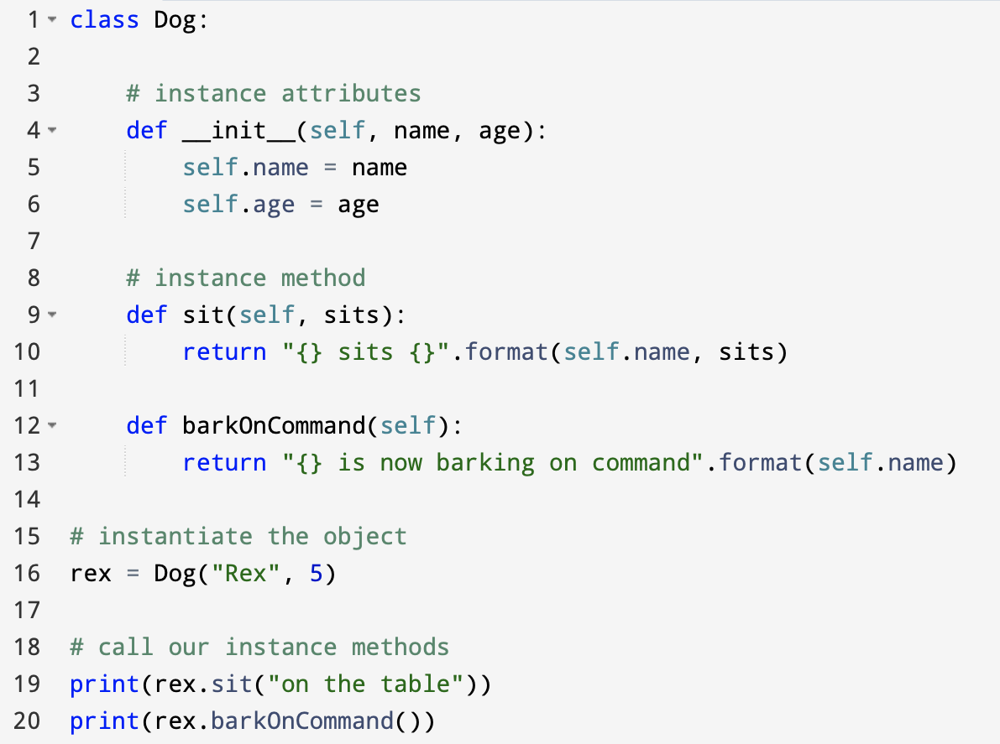 1 class Dog:
2
3     # instance attributes
4     def __init__(self, name, age):
5         self.name = name
6         self.age = age
7
8     # instance method
9     def sit(self, sits):
10         return "{} sits {}".format(self.name, sits)
11
12     def barkOnCommand(self):
13         return "{} is now barking on command".format(self.name)
14
15 # instantiate the object
16 rex = Dog("Rex", 5)
17
18 # call our instance methods
19 print(rex.sit("on the table"))
20 print(rex.barkOnCommand())